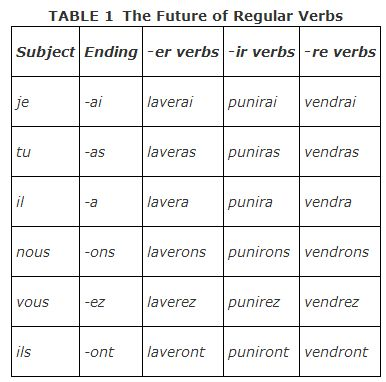 TABLE 1 The Future of Regular Verbs
Subject Ending -er verbs -ir verbs -re verbs
je -ai laverai punirai vendrai
tu -as laveras puniras vendras
il -a lavera punira vendra
nous -ons laverons punirons vendrons
vous -ez laverez punirez vendrez
ils -ont laveront puniront vendront